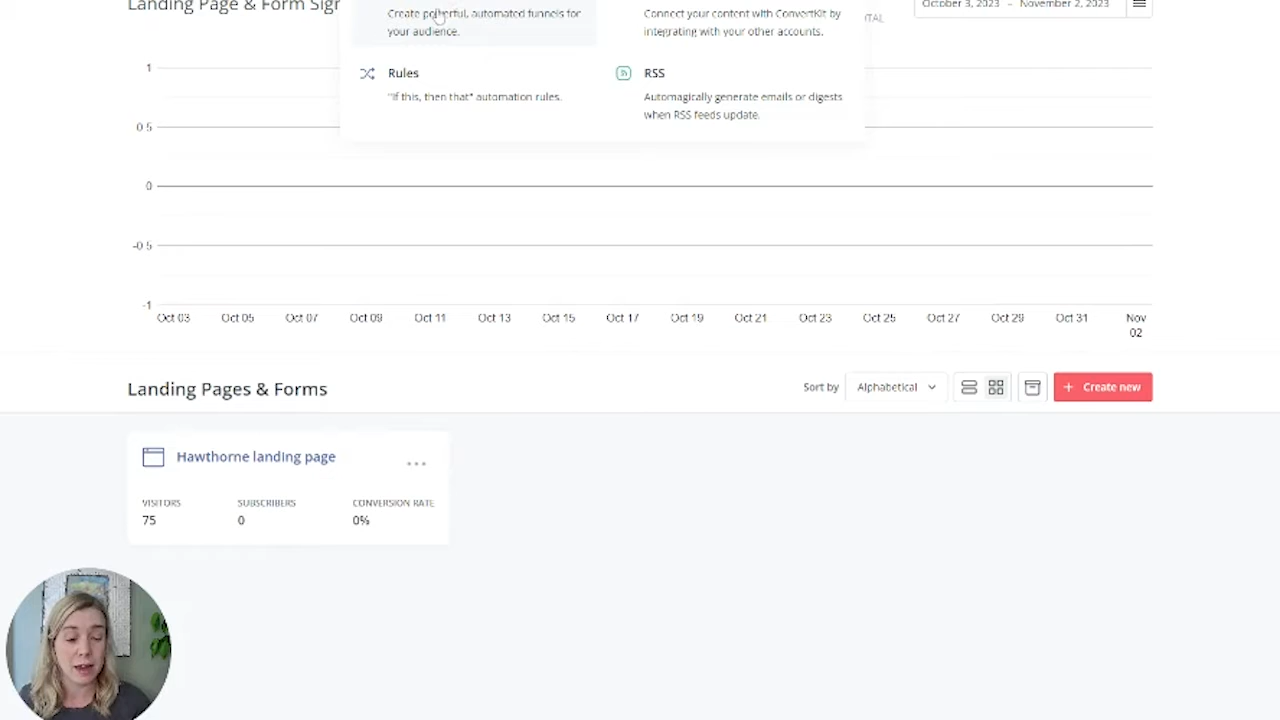 Landing Page & Form Sign
October 3, 2023 - November 2, 2023
Create powerful, automated funnels for
your audience.
Connect your content with ConvertKit by
integrating with your other accounts.
TAL
Rules
"If this, then that" automation rules.
RSS
Automagically generate emails or digests
when RSS feeds update.
1
0.5
0
-0.5
-1
Oct 03 Oct 05 Oct 07 Oct 09 Oct 11 Oct 13 Oct 15 Oct 17 Oct 19 Oct 21 Oct 23 Oct 25 Oct 27 Oct 29 Oct 31 Nov
02
Landing Pages & Forms
Sort by Alphabetical + Create new
Hawthorne landing page
VISITORS SUBSCRIBERS CONVERSION RATE
75 0 0%